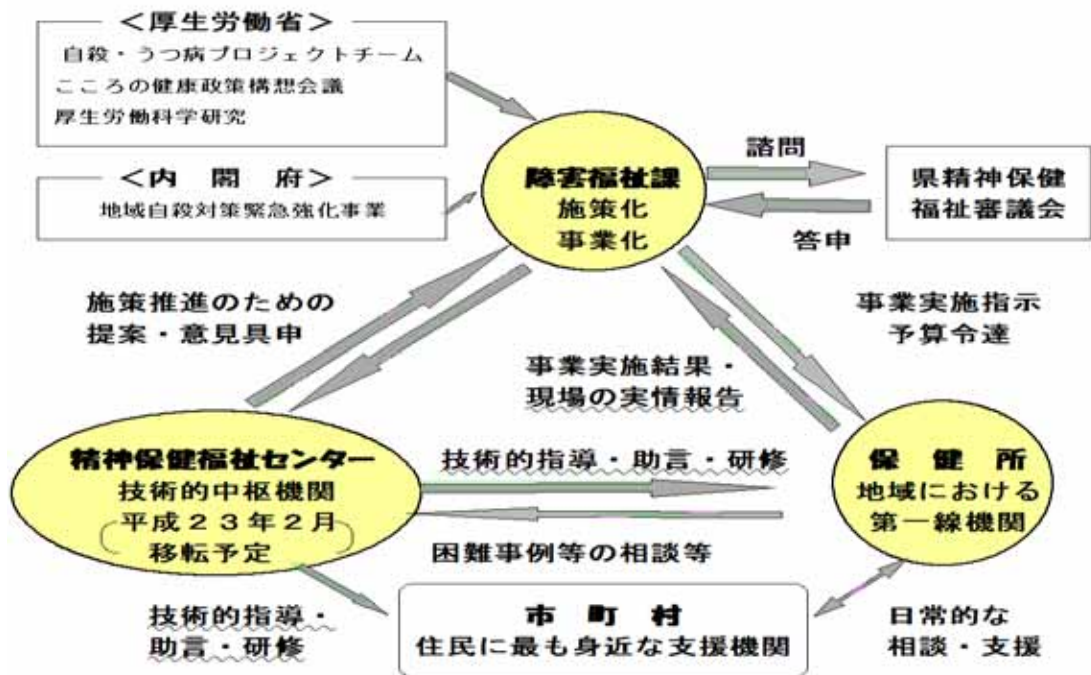 ＜厚生労働省＞
自殺・うつ病プロジェクトチーム
こころの健康政策構想会議
厚生労働科学研究
＜内　閣　府＞
地域自殺対策緊急強化事業
障害福祉課
施策化
事業化
諮問
答申
県精神保健
福祉審議会
施策推進のための
提案・意見具申
事業実施結果・
現場の実情報告
事業実施指示
予算令達
精神保健福祉センター
技術的中枢機関
（平成２３年２月
移転予定）
技術的指導・助言・研修
困難事例等の相談等
保　健　所
地域における
第一線機関
技術的指導・
助言・研修
市　町　村
住民に最も身近な支援機関
日常的な
相談・支援